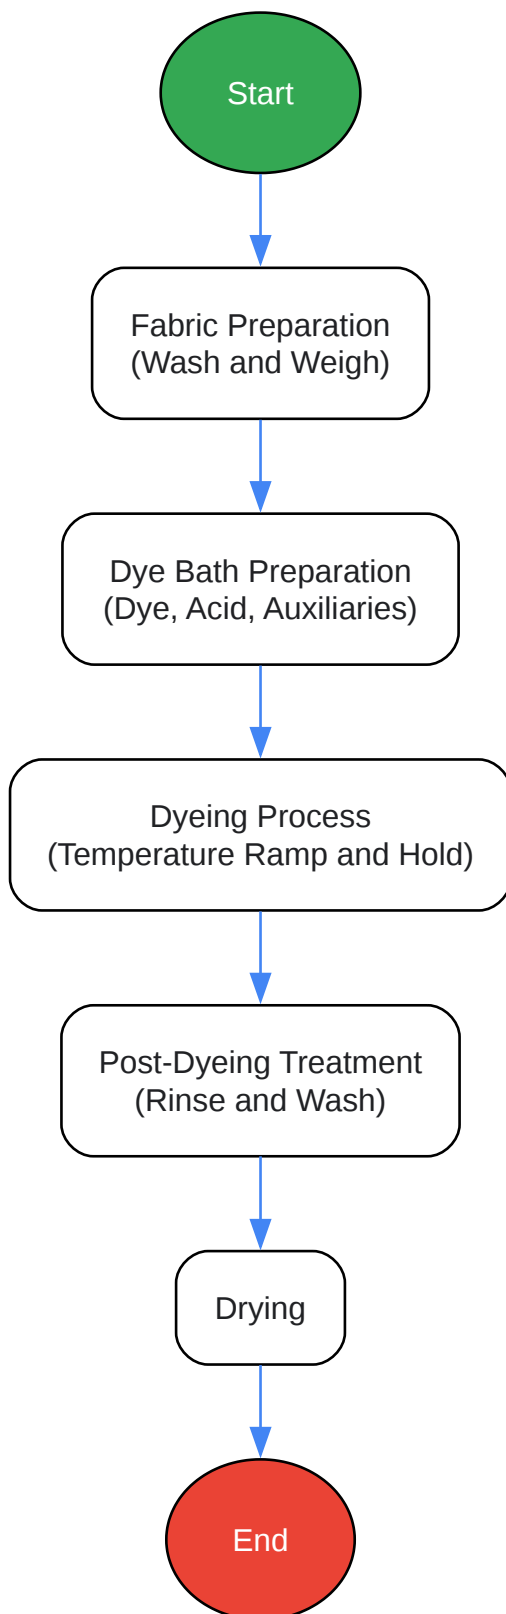 Start
Fabric Preparation
(Wash and Weigh)
Dye Bath Preparation
(Dye, Acid, Auxiliaries)
Dyeing Process
(Temperature Ramp and Hold)
Post-Dyeing Treatment
(Rinse and Wash)
Drying
End